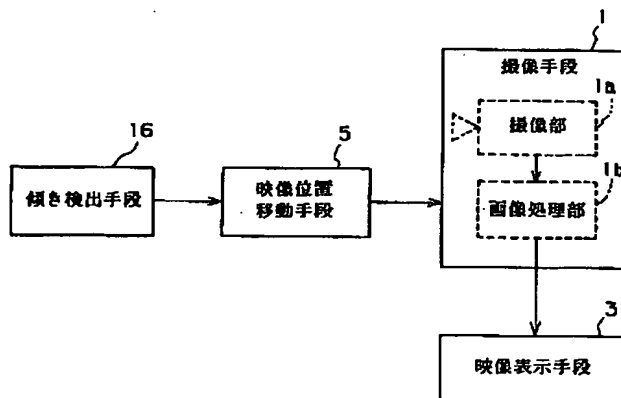 1
撮像手段
1a
撮像部
16
5
傾き検出手段
映像位置
移動手段
1b
画像処理部
3
映像表示手段